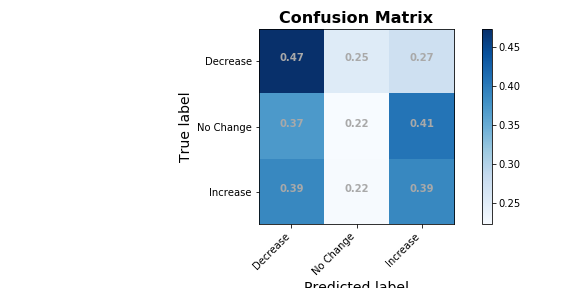 Confusion Matrix
True label
Decrease 0.47 0.25 0.27
No Change 0.37 0.22 0.41
Increase 0.39 0.22 0.39
Decrease No Change Increase
Predicted label
0.45
0.40
0.35
0.30
0.25